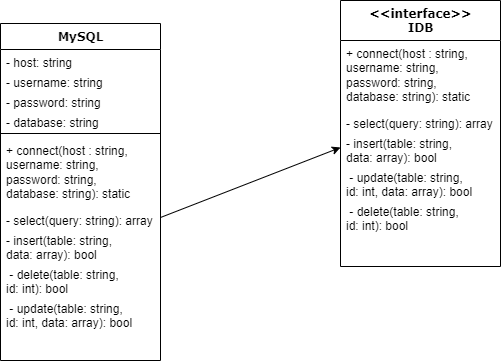 MySQL
- host: string
- username: string
- password: string
- database: string
+ connect(host : string,
username: string,
password: string,
database: string): static
- select(query: string): array
- insert(table: string,
data: array): bool
- delete(table: string,
id: int): bool
- update(table: string,
id: int, data: array): bool
<<interface>>
IDB
+ connect(host : string,
username: string,
password: string,
database: string): static
- select(query: string): array
- insert(table: string,
data: array): bool
- update(table: string,
id: int, data: array): bool
- delete(table: string,
id: int): bool